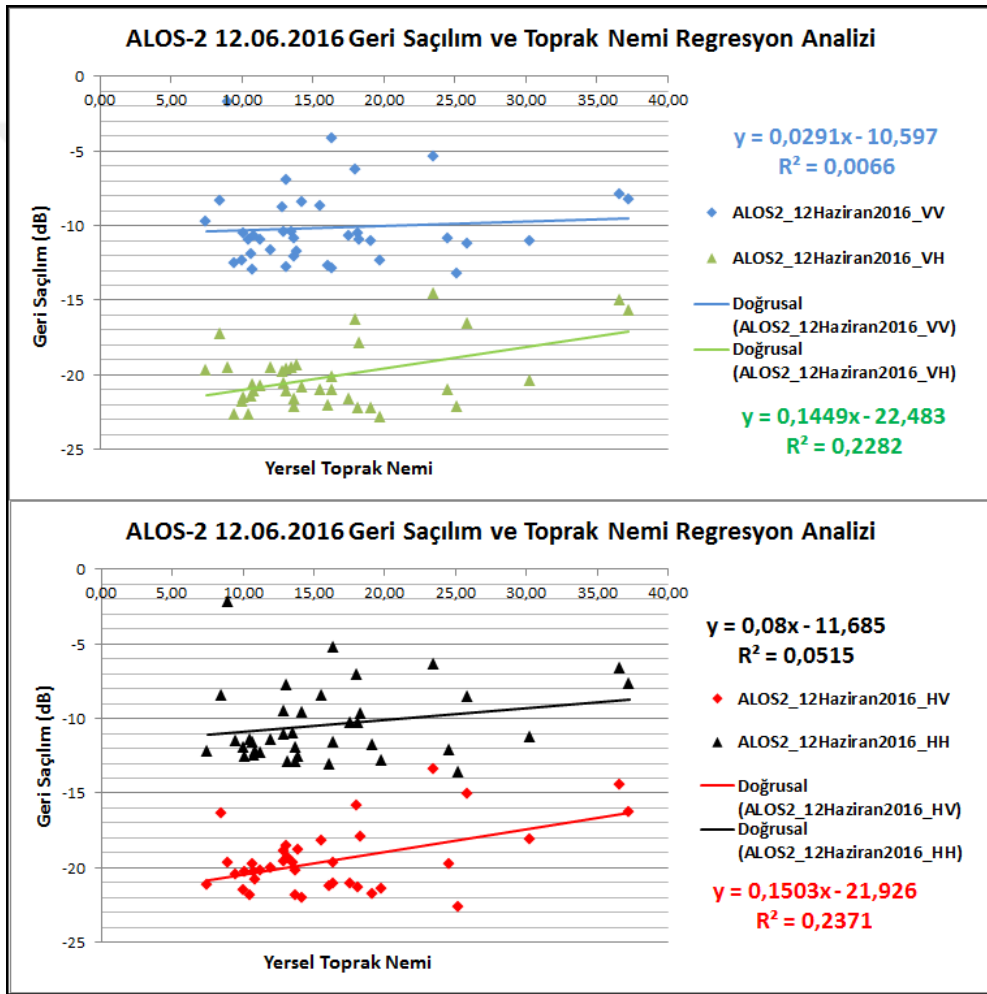 ALOS-2 12.06.2016 Geri Saçılım ve Toprak Nemi Regresyon Analizi
0
0,00 5,00 10,00 15,00 20,00 25,00 30,00 35,00 40,00
-5
-10
-15
-20
-25
Geri Saçılım (dB)
Yersel Toprak Nemi
y = 0,0291x - 10,597
R² = 0,0066
ALOS2_12Haziran2016_VV
ALOS2_12Haziran2016_VH
Doğrusal
(ALOS2_12Haziran2016_VV)
Doğrusal
(ALOS2_12Haziran2016_VH)
y = 0,1449x - 22,483
R² = 0,2282
ALOS-2 12.06.2016 Geri Saçılım ve Toprak Nemi Regresyon Analizi
0
0,00 5,00 10,00 15,00 20,00 25,00 30,00 35,00 40,00
-5
-10
-15
-20
-25
Geri Saçılım (dB)
Yersel Toprak Nemi
y = 0,08x - 11,685
R² = 0,0515
ALOS2_12Haziran2016_HV
ALOS2_12Haziran2016_HH
Doğrusal
(ALOS2_12Haziran2016_HV)
Doğrusal
(ALOS2_12Haziran2016_HH)
y = 0,1503x - 21,926
R² = 0,2371